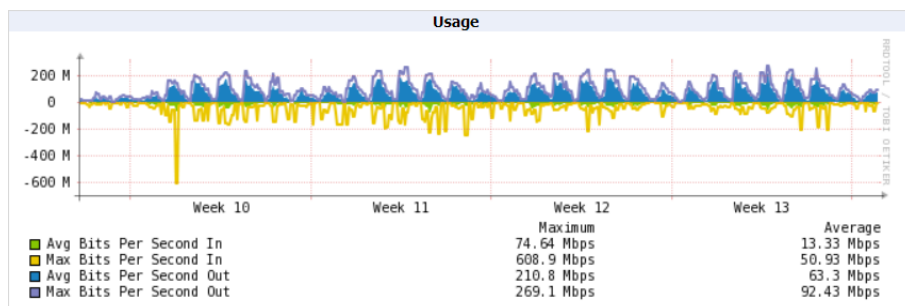 Usage
200 M
0
-200 M
-400 M
-600 M
Week 10 Week 11 Week 12 Week 13
Maximum Average
Avg Bits Per Second In 74.64 Mbps 13.33 Mbps
Max Bits Per Second In 608.9 Mbps 50.93 Mbps
Avg Bits Per Second Out 210.8 Mbps 63.3 Mbps
Max Bits Per Second Out 269.1 Mbps 92.43 Mbps
RRDTOOL / TOBI OETIKER